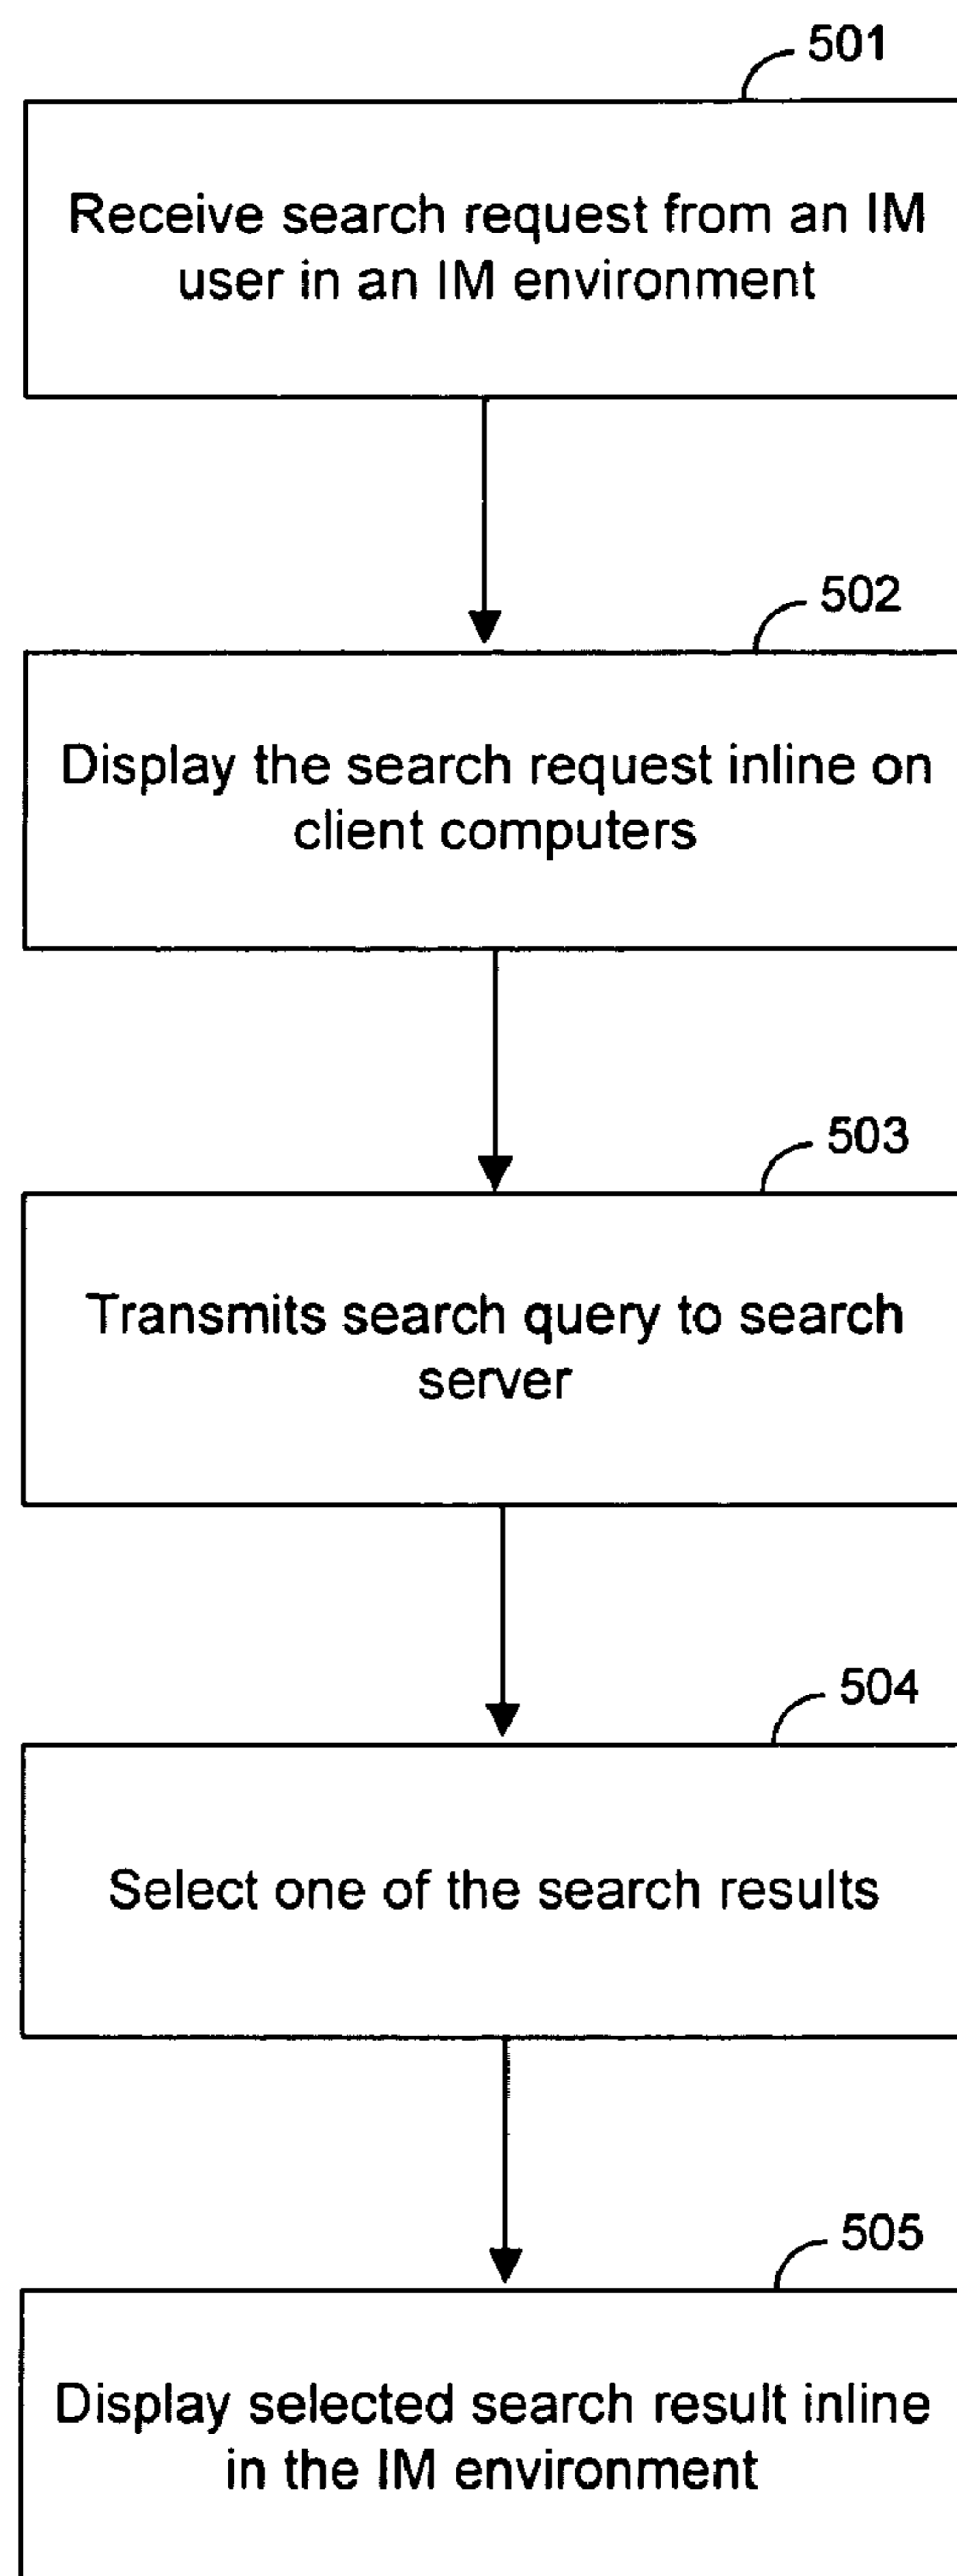 501
Receive search request from an IM
user in an IM environment
502
Display the search request inline on
client computers
503
Transmits search query to search
server
504
Select one of the search results
505
Display selected search result inline
in the IM environment